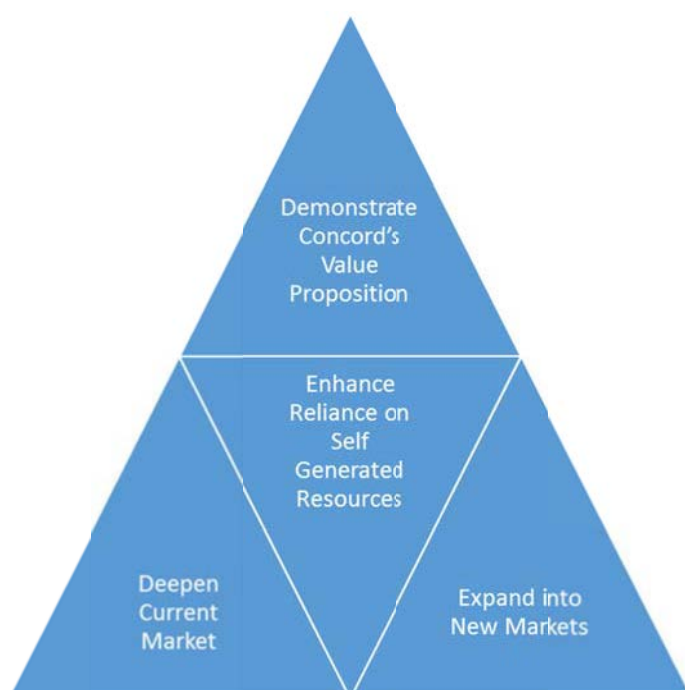 Demonstrate
Concord's
Value
Proposition
Enhance
Reliance on
Self
Generated
Resources
Deepen
Current
Market
Expand into
New Markets